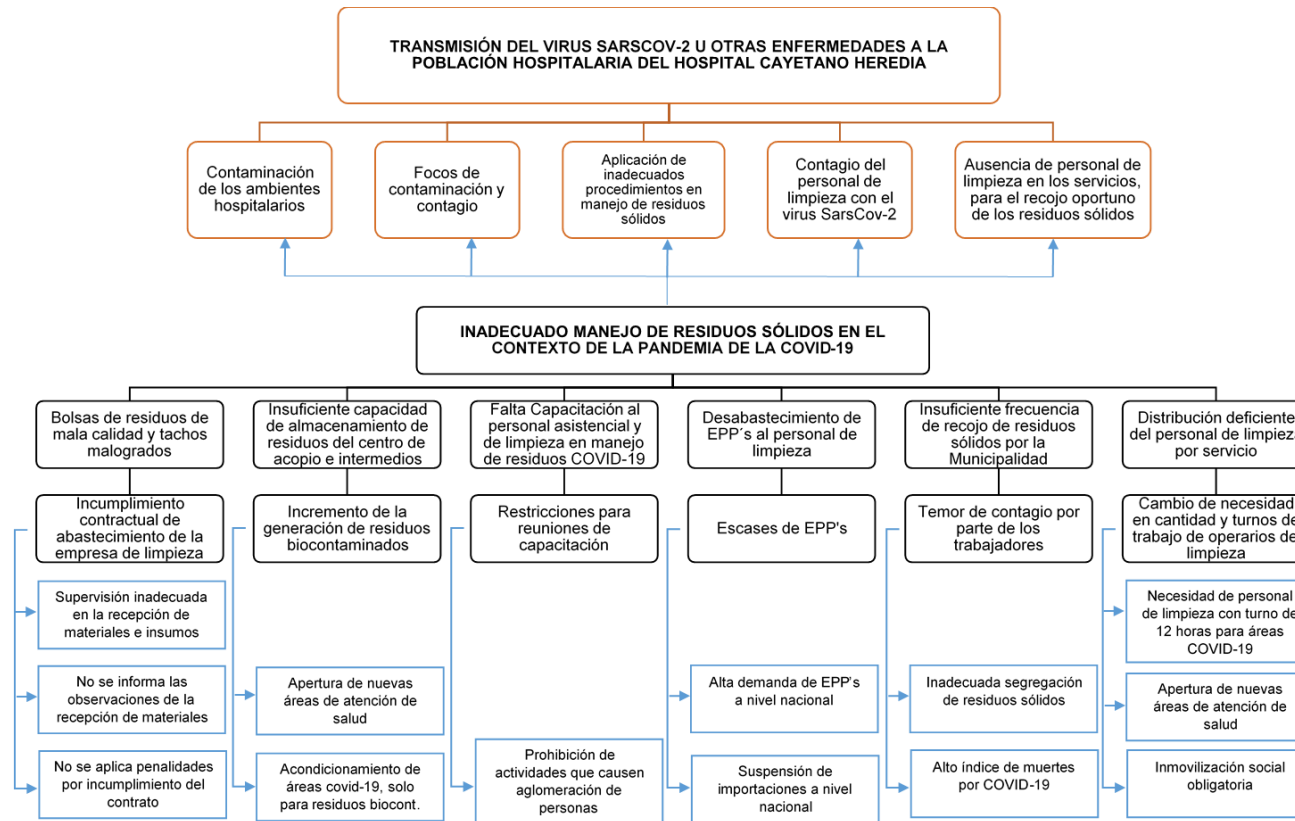 TRANSMISIÓN DEL VIRUS SARSCOV-2 U OTRAS ENFERMEDADES A LA
POBLACIÓN HOSPITALARIA DEL HOSPITAL CAYETANO HEREDIA
Contaminación
de los ambientes
hospitalarios
Focos de
contaminación y
contagio
Aplicación de
inadecuados
procedimientos en
manejo de residuos
sólidos
Contagio del
personal de
limpieza con el
virus SarsCov-2
Ausencia de personal de
limpieza en los servicios,
para el recojo oportuno
de los residuos sólidos
INADECUADO MANEJO DE RESIDUOS SÓLIDOS EN EL
CONTEXTO DE LA PANDEMIA DE LA COVID-19
Bolsas de residuos de
mala calidad y tachos
malogrados
Insuficiente capacidad
de almacenamiento de
residuos del centro de
acopio e intermedios
Falta Capacitación al
personal asistencial y
de limpieza en manejo
de residuos COVID-19
Desabastecimiento de
EPP´s al personal de
limpieza
Insuficiente frecuencia
de recojo de residuos
sólidos por la
Municipalidad
Distribución deficiente
del personal de limpieza
por servicio
Incumplimiento
contractual de
abastecimiento de la
empresa de limpieza
Incremento de la
generación de residuos
biocontaminados
Restricciones para
reuniones de
capacitación
Escases de EPP's
Temor de contagio por
parte de los
trabajadores
Cambio de necesidad
en cantidad y turnos de
trabajo de operarios de
limpieza
Supervisión inadecuada
en la recepción de
materiales e insumos
Necesidad de personal
de limpieza con turno de
12 horas para áreas
COVID-19
No se informa las
observaciones de la
recepción de materiales
Apertura de nuevas
áreas de atención de
salud
Alta demanda de EPP's
a nivel nacional
Inadecuada segregación
de residuos sólidos
Apertura de nuevas
áreas de atención de
salud
No se aplica penalidades
por incumplimiento del
contrato
Acondicionamiento de
áreas covid-19, solo
para residuos biocont.
Prohibición de
actividades que causen
aglomeración de
personas
Suspensión de
importaciones a nivel
nacional
Alto índice de muertes
por COVID-19
Inmovilización social
obligatoria